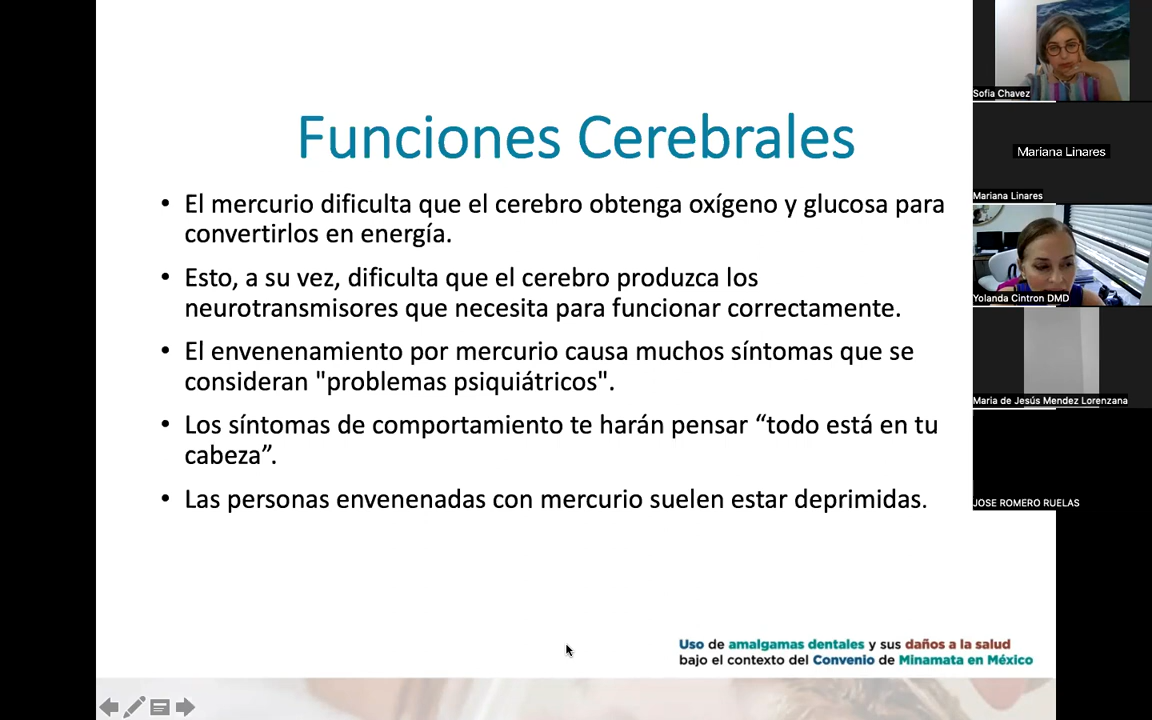 Funciones Cerebrales
• El mercurio dificulta que el cerebro obtenga oxígeno y glucosa para
convertirlos en energía.
• Esto, a su vez, dificulta que el cerebro produzca los
neurotransmisores que necesita para funcionar correctamente.
• El envenenamiento por mercurio causa muchos síntomas que se
consideran "problemas psiquiátricos".
• Los síntomas de comportamiento te harán pensar “todo está en tu
cabeza”.
• Las personas envenenadas con mercurio suelen estar deprimidas.
Uso de amalgamas dentales y sus daños a la salud
bajo el contexto del Convenio de Minamata en México
Sofia Chavez
Mariana Linares
Mariana Linares
Yolanda Cintron DMD
Maria de Jesús Mendez Lorenzana
JOSE ROMERO RUELAS